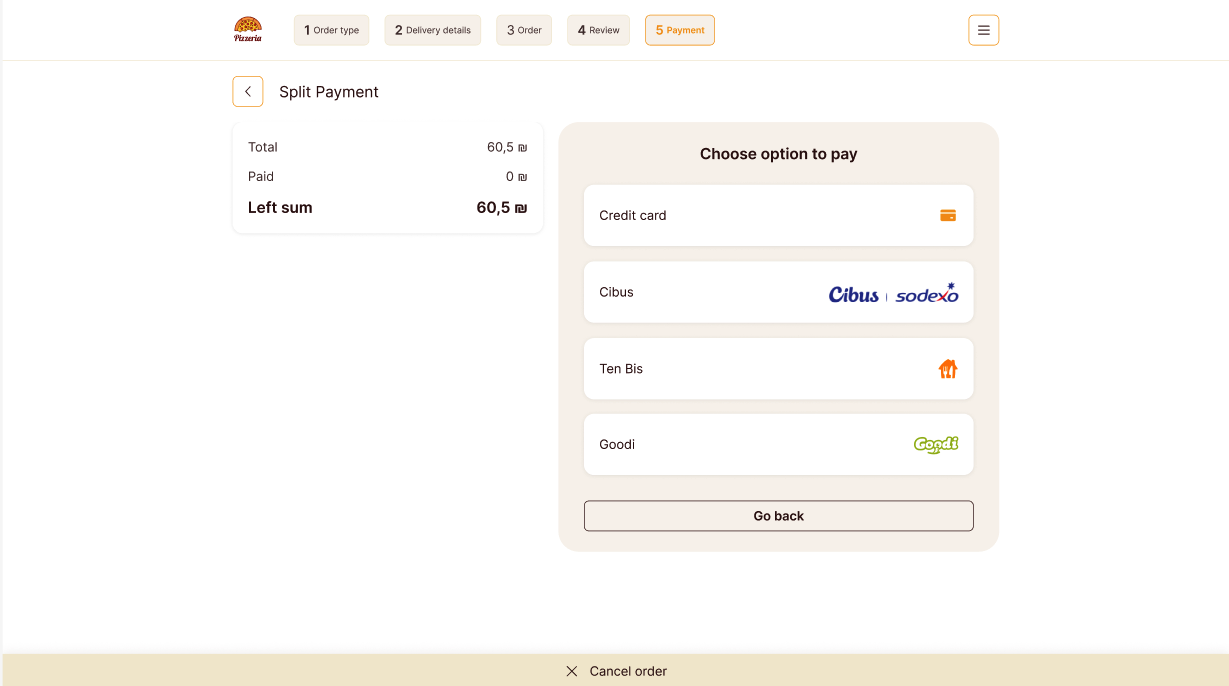 Pizzeria
1 Order type
2 Delivery details
3 Order
4 Review
5 Payment
Split Payment
Total 60,5 ₪
Paid 0 ₪
Left sum 60,5 ₪
Choose option to pay
Credit card
Cibus Cibus | sodexo
Ten Bis
Goodi Goodi
Go back
Cancel order